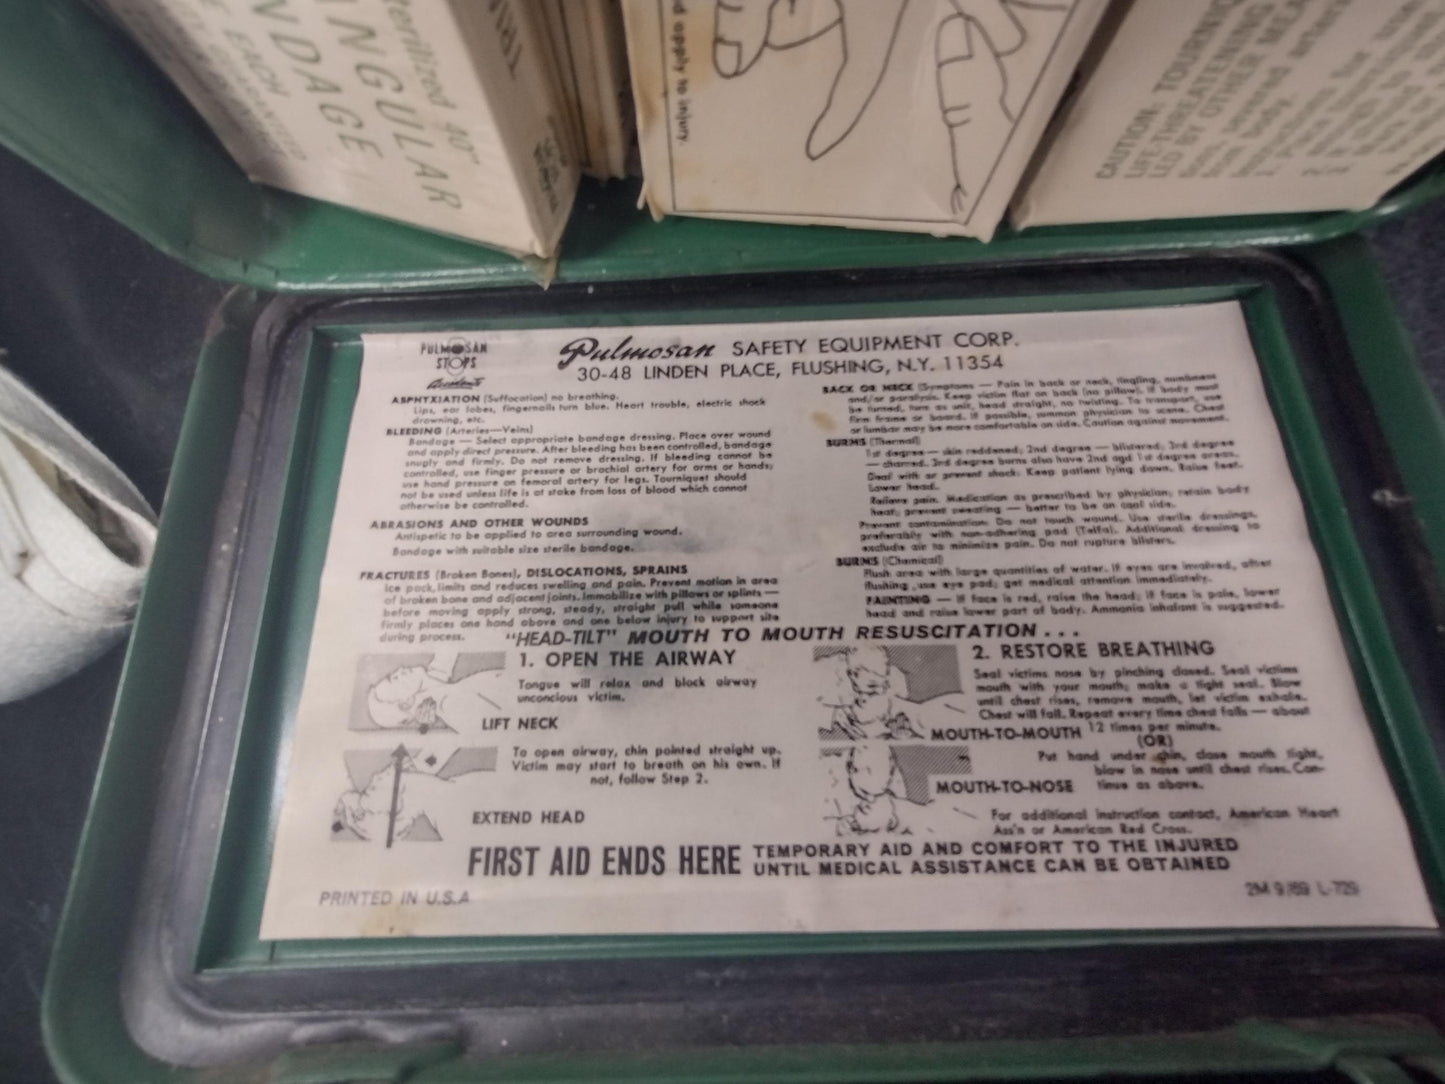 Sterilized 40"
ANGULAR
NDAGE
EACH
and apply to injury.
CAUTION: TOURNIQ
LIFE-THREATENING
LED BY OTHER MEA
PULMOSAN
STOPS
Accidents
Pulmosan SAFETY EQUIPMENT CORP.
30-48 LINDEN PLACE, FLUSHING, N.Y. 11354
ASPHYXIATION (Suffocation) no breathing.
Lips, ear lobes, fingernails turn blue. Heart trouble, electric shock
drowning, etc.
BLEEDING (Arteries—Veins)
Bandage — Select appropriate bandage dressing. Place over wound
and apply direct pressure. After bleeding has been controlled, bandage
snugly and firmly. Do not remove dressing. If bleeding cannot be
controlled, use finger pressure or brachial artery for arms or hands;
use hand pressure on femoral artery for legs. Tourniquet should
not be used unless life is at stake from loss of blood which cannot
otherwise be controlled.
ABRASIONS AND OTHER WOUNDS
Antispetic to be applied to area surrounding wound.
Bandage with suitable size sterile bandage.
FRACTURES (Broken Bones), DISLOCATIONS, SPRAINS
Ice pack, limits and reduces swelling and pain. Prevent motion in area
of broken bone and adjacent joints. Immobilize with pillows or splints —
before moving apply strong, steady, straight pull while someone
firmly places one hand above and one below injury to support site
during process.
BACK OR NECK (Symptoms — Pain in back or neck, tingling, numbness
and/or paralysis. Keep victim flat on back (no pillow). If body must
be turned, turn as unit, head straight, no twisting. To transport, use
firm frame or board. If possible, summon physician to scene. Chest
or lumbar may be more comfortable on side. Caution against movement.
BURNS (Thermal)
1st degree — skin reddened; 2nd degree — blistered; 3rd degree
— charred. 3rd degree burns also have 2nd and 1st degree areas.
Deal with or prevent shock: Keep patient lying down. Raise feet.
Lower head.
Relieve pain. Medication as prescribed by physician; retain body
heat; prevent sweating — better to be on cool side.
Prevent contamination: Do not touch wound. Use sterile dressings,
preferably with non-adhering pad (Telfa). Additional dressing to
exclude air to minimize pain. Do not rupture blisters.
BURNS (Chemical)
Flush area with large quantities of water. If eyes are involved, after
flushing, use eye pad; get medical attention immediately.
FAINTING — If face is red, raise the head; if face is pale, lower
head and raise lower part of body. Ammonia inhalant is suggested.
"HEAD-TILT" MOUTH TO MOUTH RESUSCITATION...
1. OPEN THE AIRWAY
Tongue will relax and block airway
unconcious victim.
LIFT NECK
To open airway, chin pointed straight up.
Victim may start to breath on his own. If
not, follow Step 2.
EXTEND HEAD
2. RESTORE BREATHING
Seal victims nose by pinching closed. Seal victims
mouth with your mouth; make a tight seal. Blow
until chest rises, remove mouth, let victim exhale.
Chest will fall. Repeat every time chest falls — about
MOUTH-TO-MOUTH 12 times per minute.
(OR)
Put hand under chin, close mouth tight,
blow in nose until chest rises. Con-
MOUTH-TO-NOSE tinue as above.
For additional instruction contact, American Heart
Ass'n or American Red Cross.
FIRST AID ENDS HERE TEMPORARY AID AND COMFORT TO THE INJURED
UNTIL MEDICAL ASSISTANCE CAN BE OBTAINED
PRINTED IN U.S.A.
2M 9/69 L-729